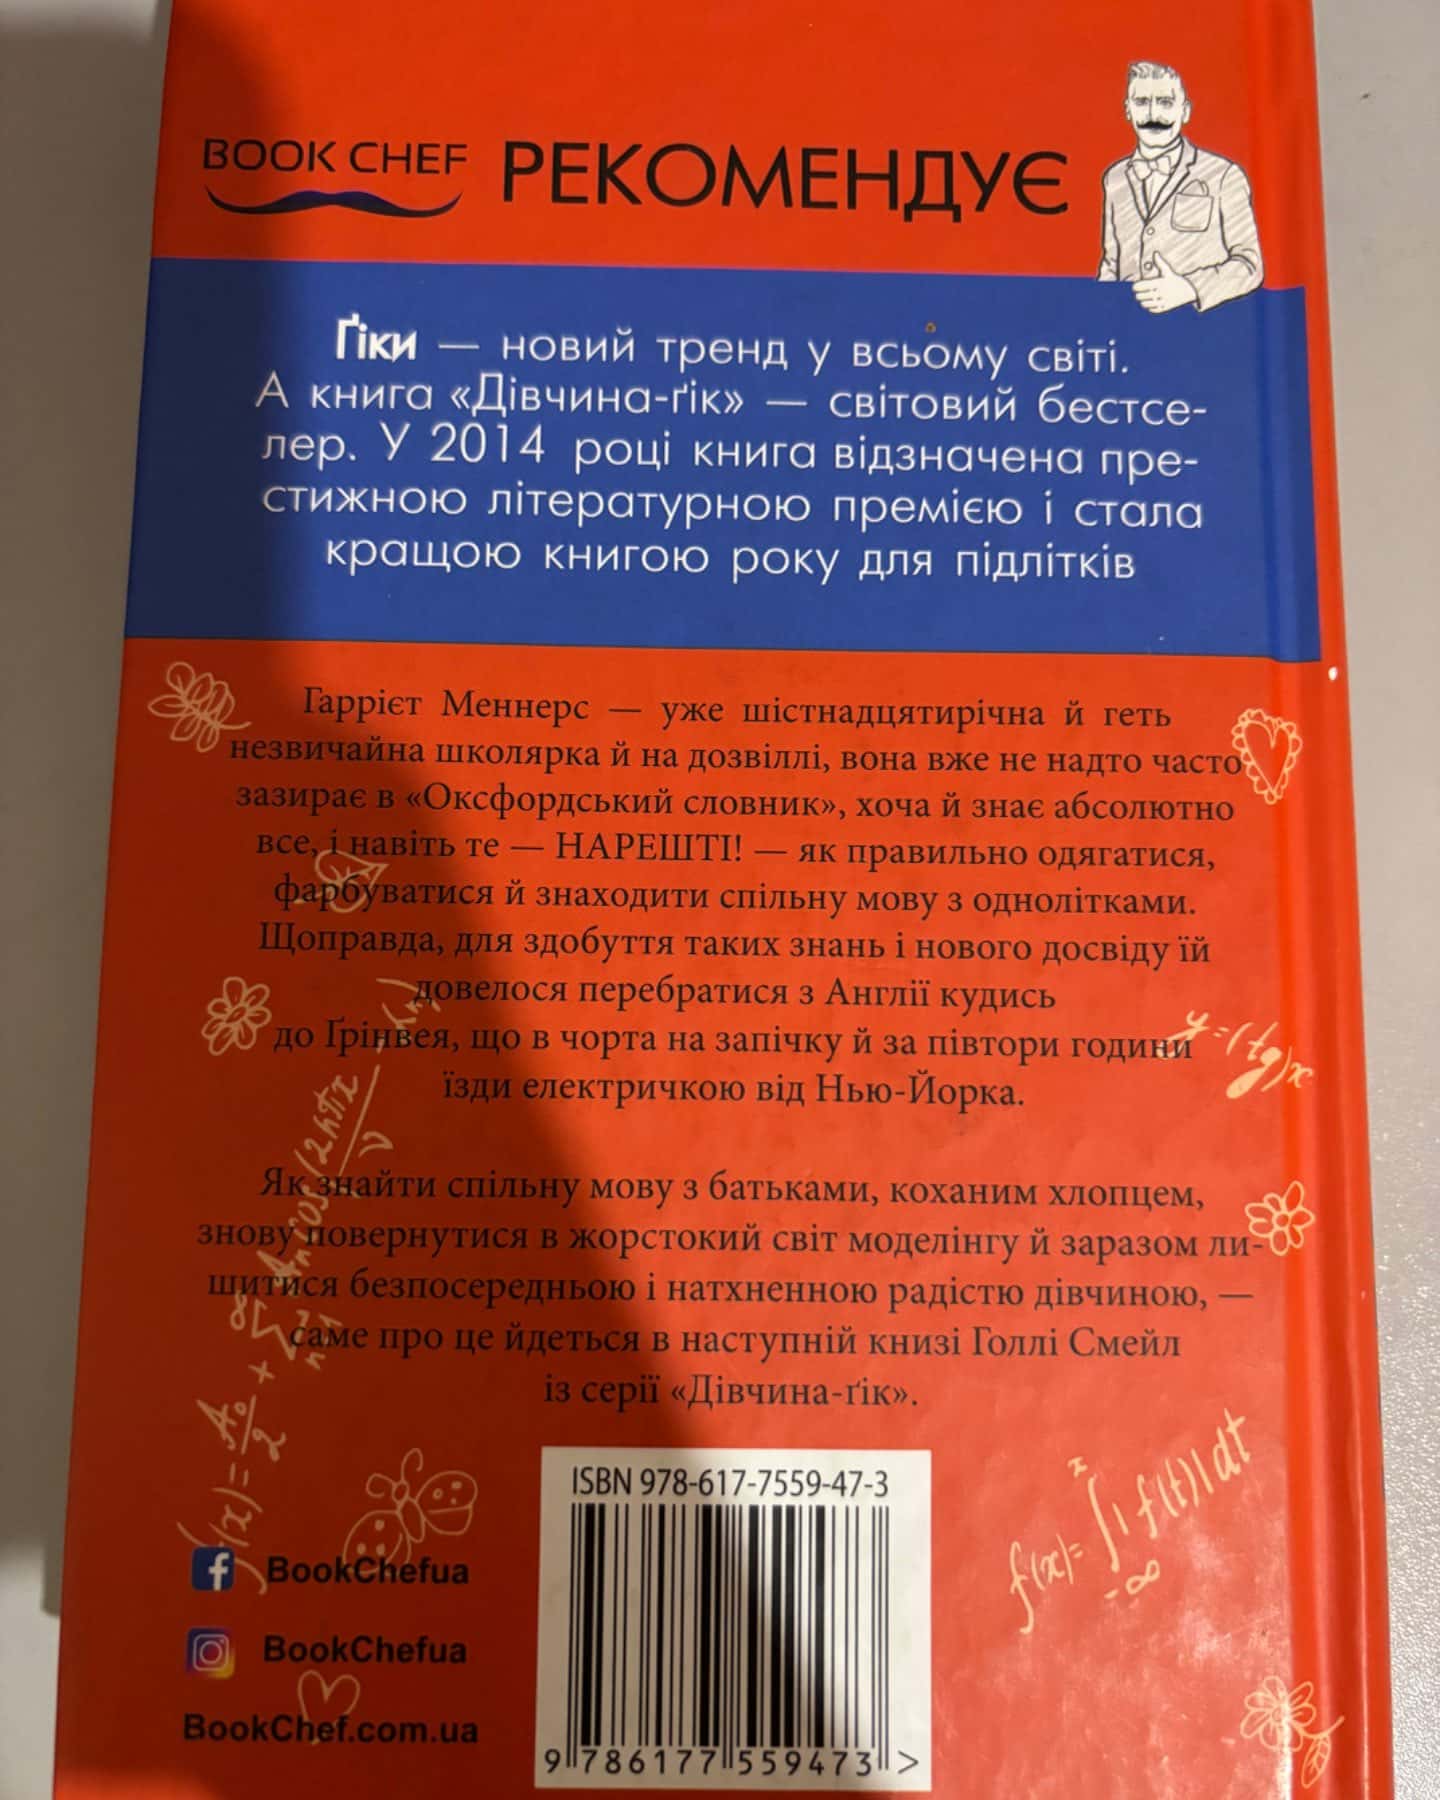 BOOK CHEF РЕКОМЕНДУЄ
Ґіки — новий тренд у всьому світі.
А книга «Дівчина-ґік» — світовий бестсе-
лер. У 2014 році книга відзначена пре-
стижною літературною премією і стала
кращою книгою року для підлітків
Гаррієт Меннерс — уже шістнадцятирічна й геть
незвичайна школярка й на дозвіллі, вона вже не надто часто
зазирає в «Оксфордський словник», хоча й знає абсолютно
все, і навіть те — НАРЕШТІ! — як правильно одягатися,
фарбуватися й знаходити спільну мову з однолітками.
Щоправда, для здобуття таких знань і нового досвіду їй
довелося перебратися з Англії кудись
до Ґрінвея, що в чорта на запічку й за півтори години
їзди електричкою від Нью-Йорка.
Як знайти спільну мову з батьками, коханим хлопцем,
знову повернутися в жорстокий світ моделінгу й заразом ли-
шитися безпосередньою і натхненною радістю дівчиною, —
саме про це йдеться в наступній книзі Голлі Смейл
із серії «Дівчина-ґік».
ISBN 978-617-7559-47-3
9 786177 559473 >
BookChefua
BookChefua
BookChef.com.ua
y=(tg)x